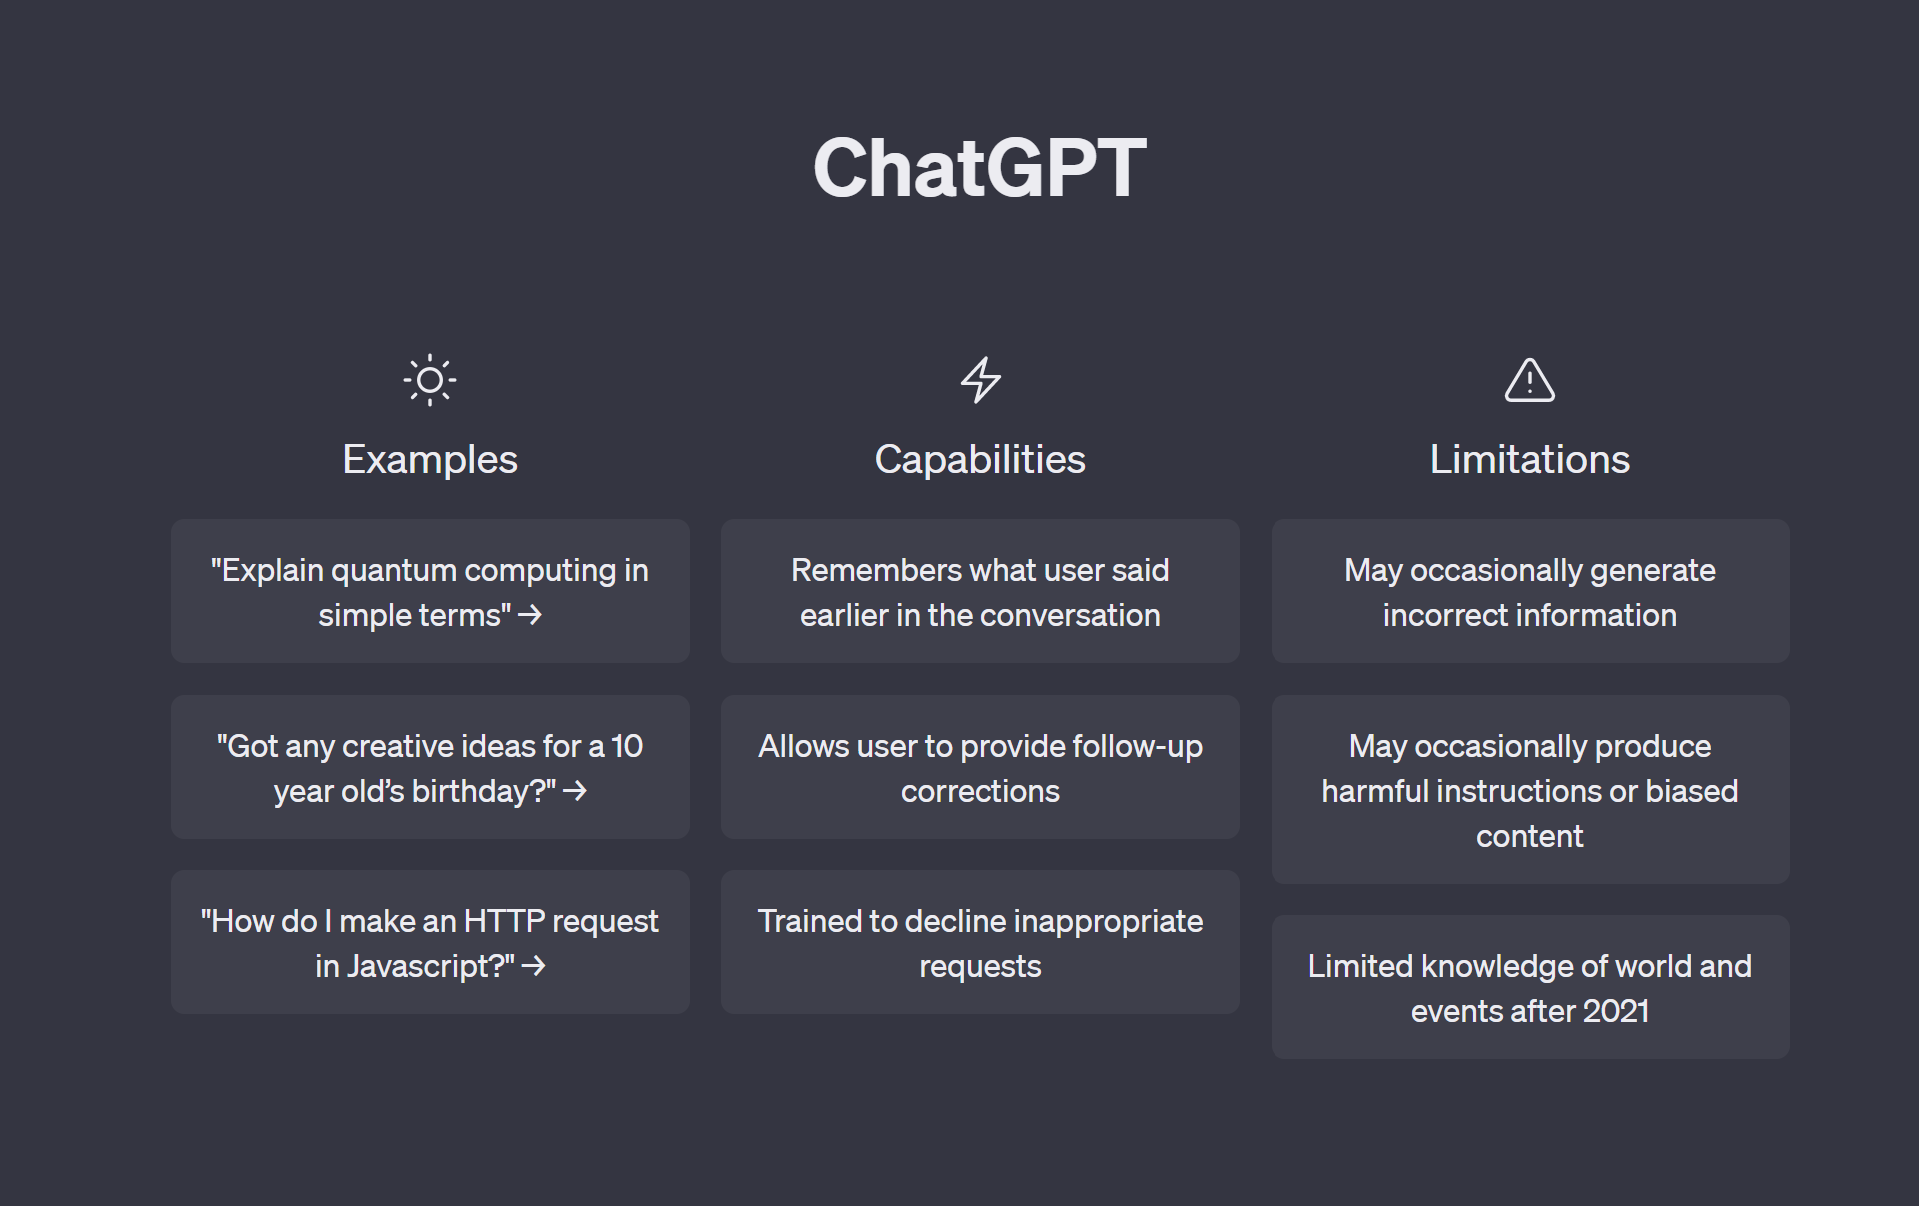 ChatGPT
Examples
"Explain quantum computing in
simple terms" →
"Got any creative ideas for a 10
year old’s birthday?" →
"How do I make an HTTP request
in Javascript?" →
Capabilities
Remembers what user said
earlier in the conversation
Allows user to provide follow-up
corrections
Trained to decline inappropriate
requests
Limitations
May occasionally generate
incorrect information
May occasionally produce
harmful instructions or biased
content
Limited knowledge of world and
events after 2021